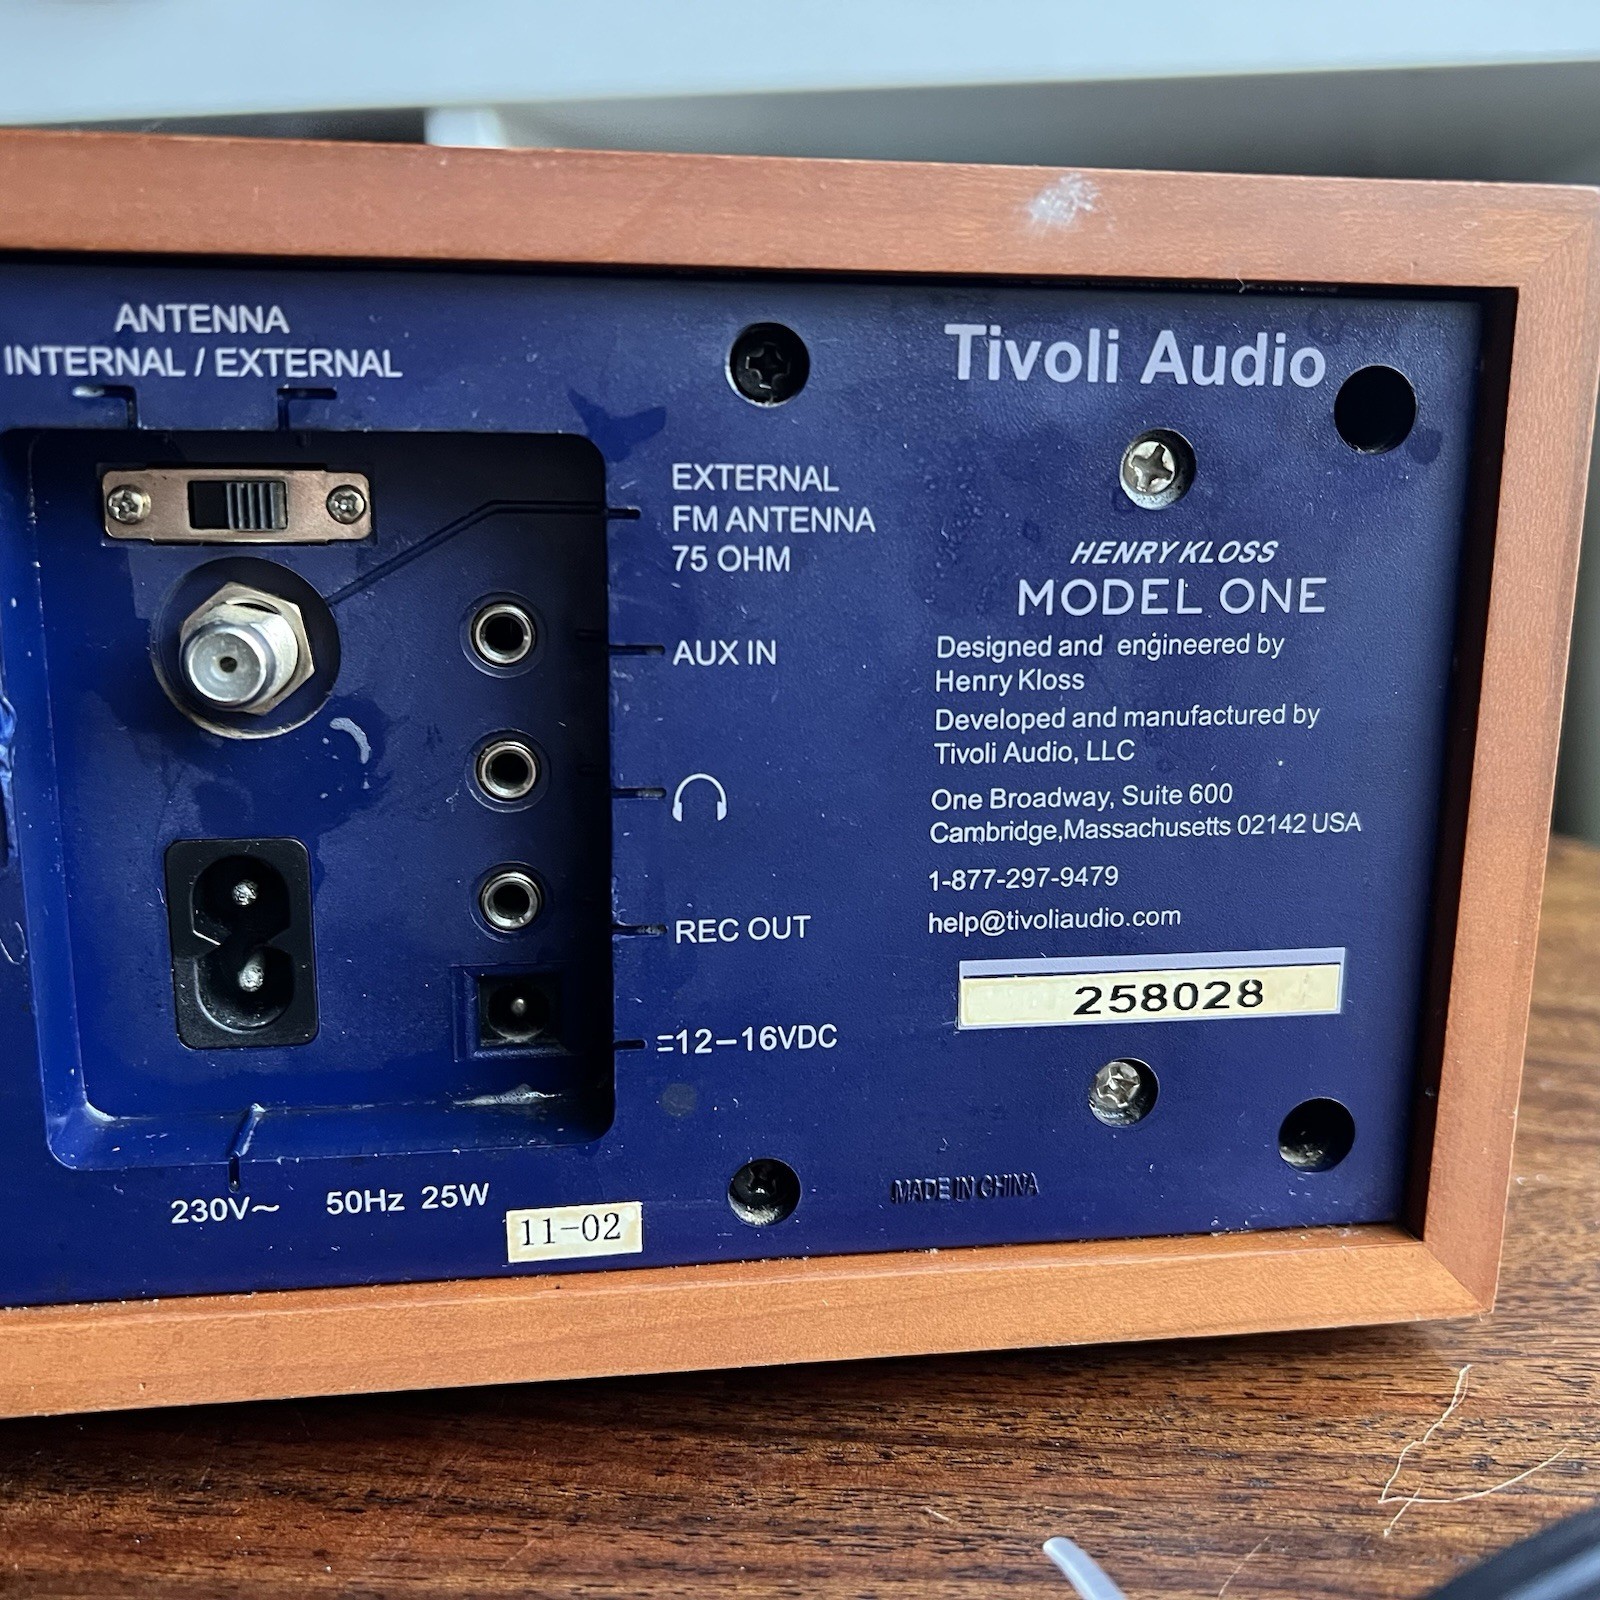 ANTENNA
INTERNAL / EXTERNAL
EXTERNAL
FM ANTENNA
75 OHM
AUX IN
REC OUT
=12–16VDC
230V~ 50Hz 25W
11-02
Tivoli Audio
HENRY KLOSS
MODEL ONE
Designed and engineered by
Henry Kloss
Developed and manufactured by
Tivoli Audio, LLC
One Broadway, Suite 600
Cambridge,Massachusetts 02142 USA
1-877-297-9479
help@tivoliaudio.com
258028
MADE IN CHINA